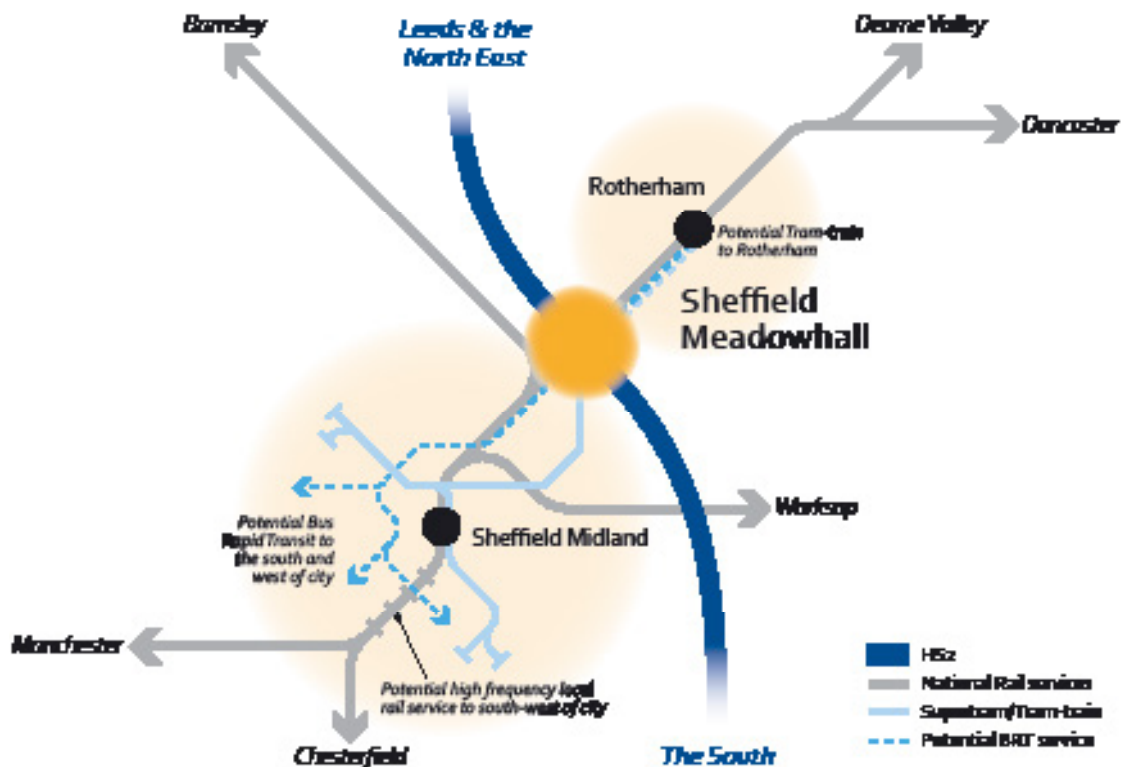 Barnsley
Leeds & the
North East
Dearne Valley
Doncaster
Rotherham
Potential Tram-train
to Rotherham
Sheffield
Meadowhall
Potential Bus
Rapid Transit to
the south and
west of city
Sheffield Midland
Worksop
Manchester
Potential high frequency local
rail service to south-west of city
Chesterfield
The South
HS2
National Rail services
Supertram/Tram-train
Potential BRT service